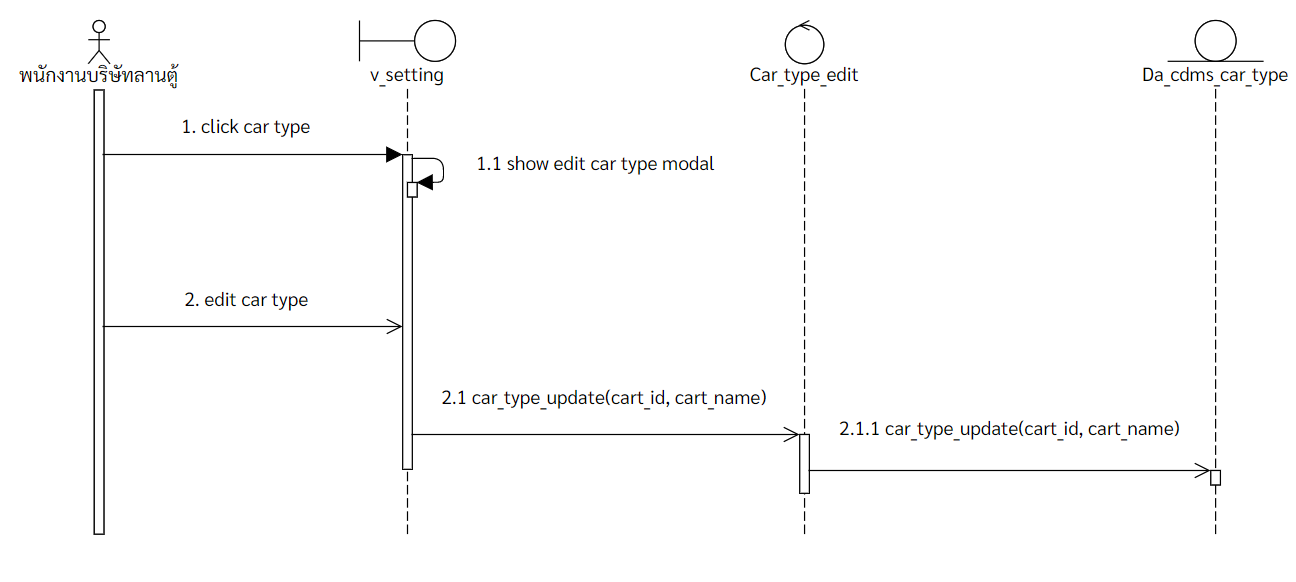 พนักงานบริษัทลานตู้
v_setting
Car_type_edit
Da_cdms_car_type
1. click car type
1.1 show edit car type modal
2. edit car type
2.1 car_type_update(cart_id, cart_name)
2.1.1 car_type_update(cart_id, cart_name)